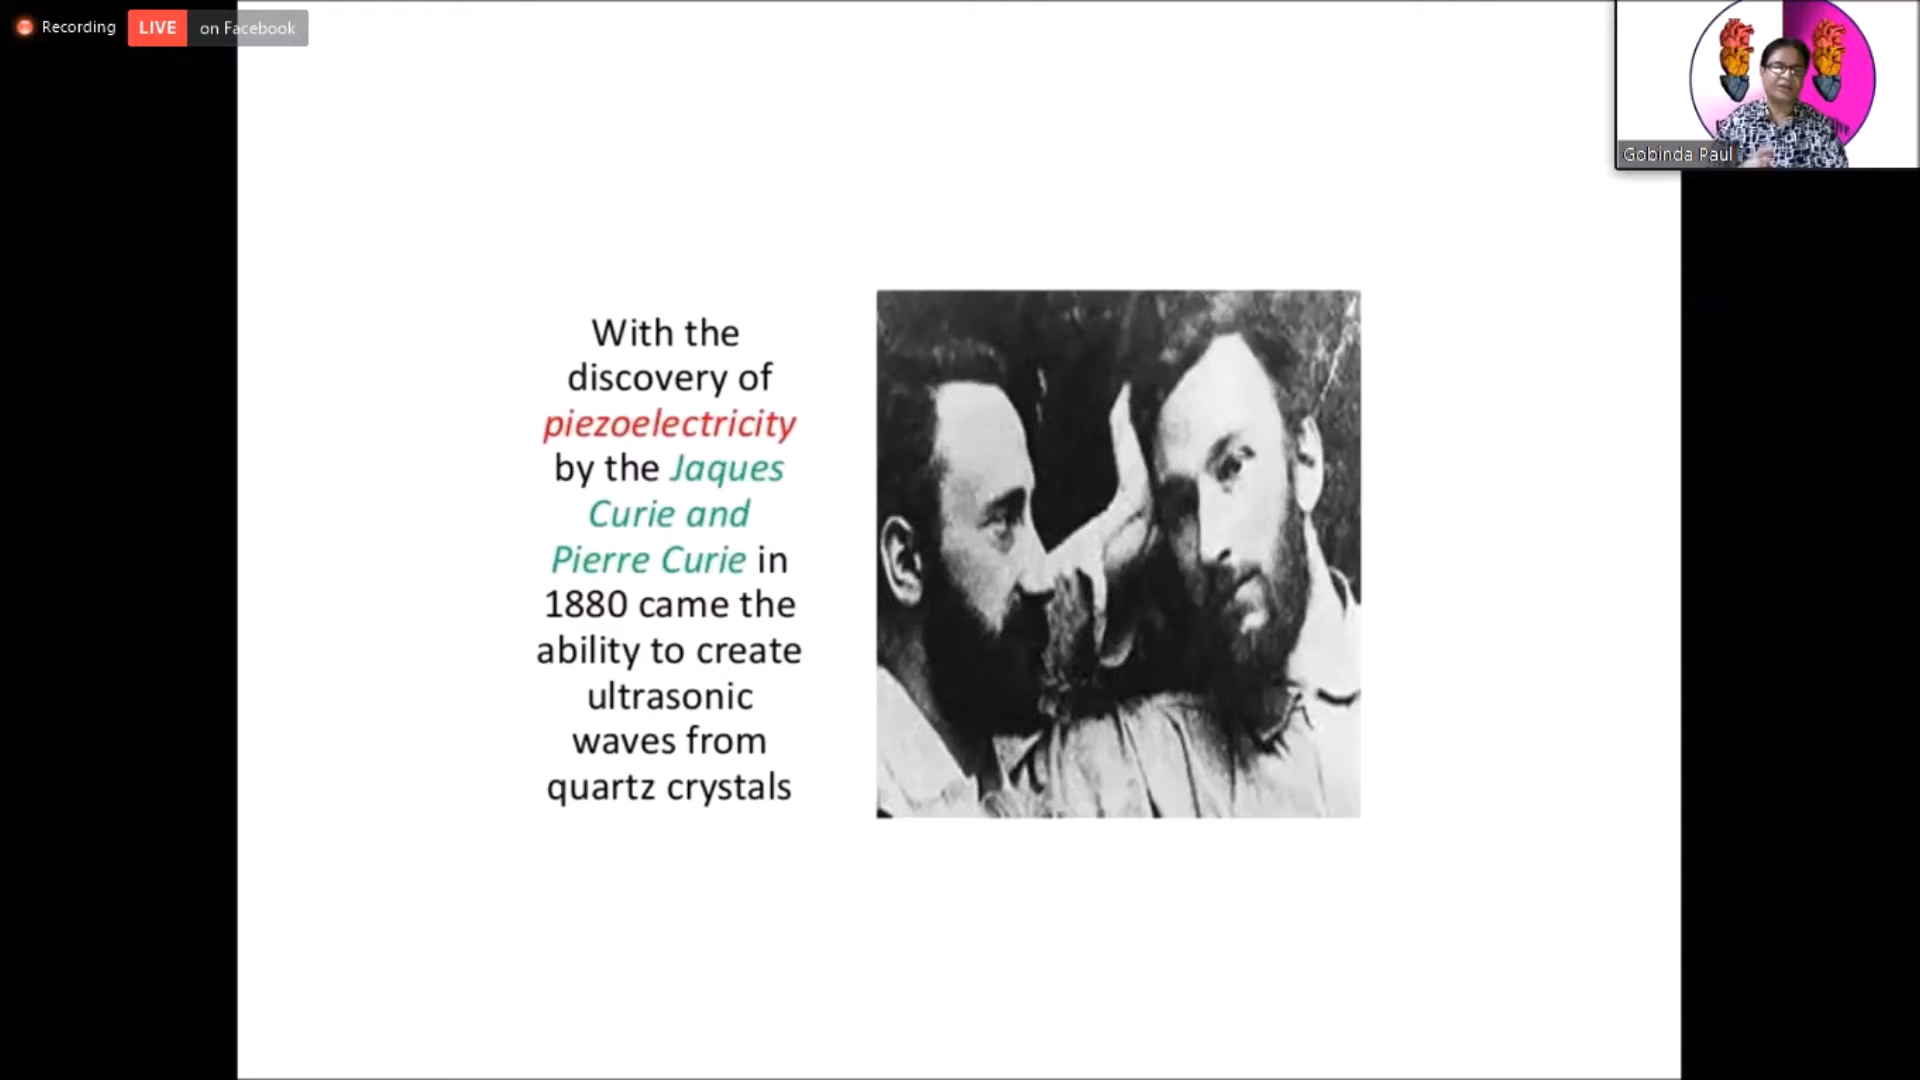 Recording
LIVE on Facebook
Gobinda Paul
With the
discovery of
piezoelectricity
by the Jaques
Curie and
Pierre Curie in
1880 came the
ability to create
ultrasonic
waves from
quartz crystals